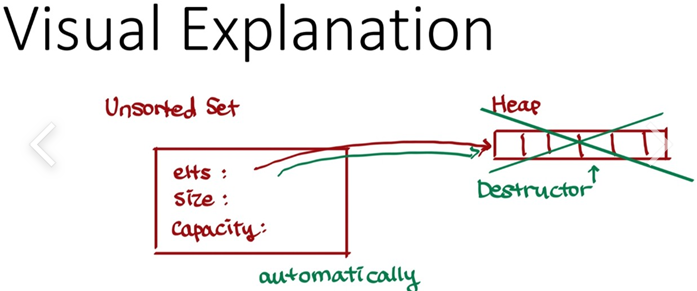 Visual Explanation
Unsorted Set
Heap
elts :
size :
Capacity:
Destructor
automatically